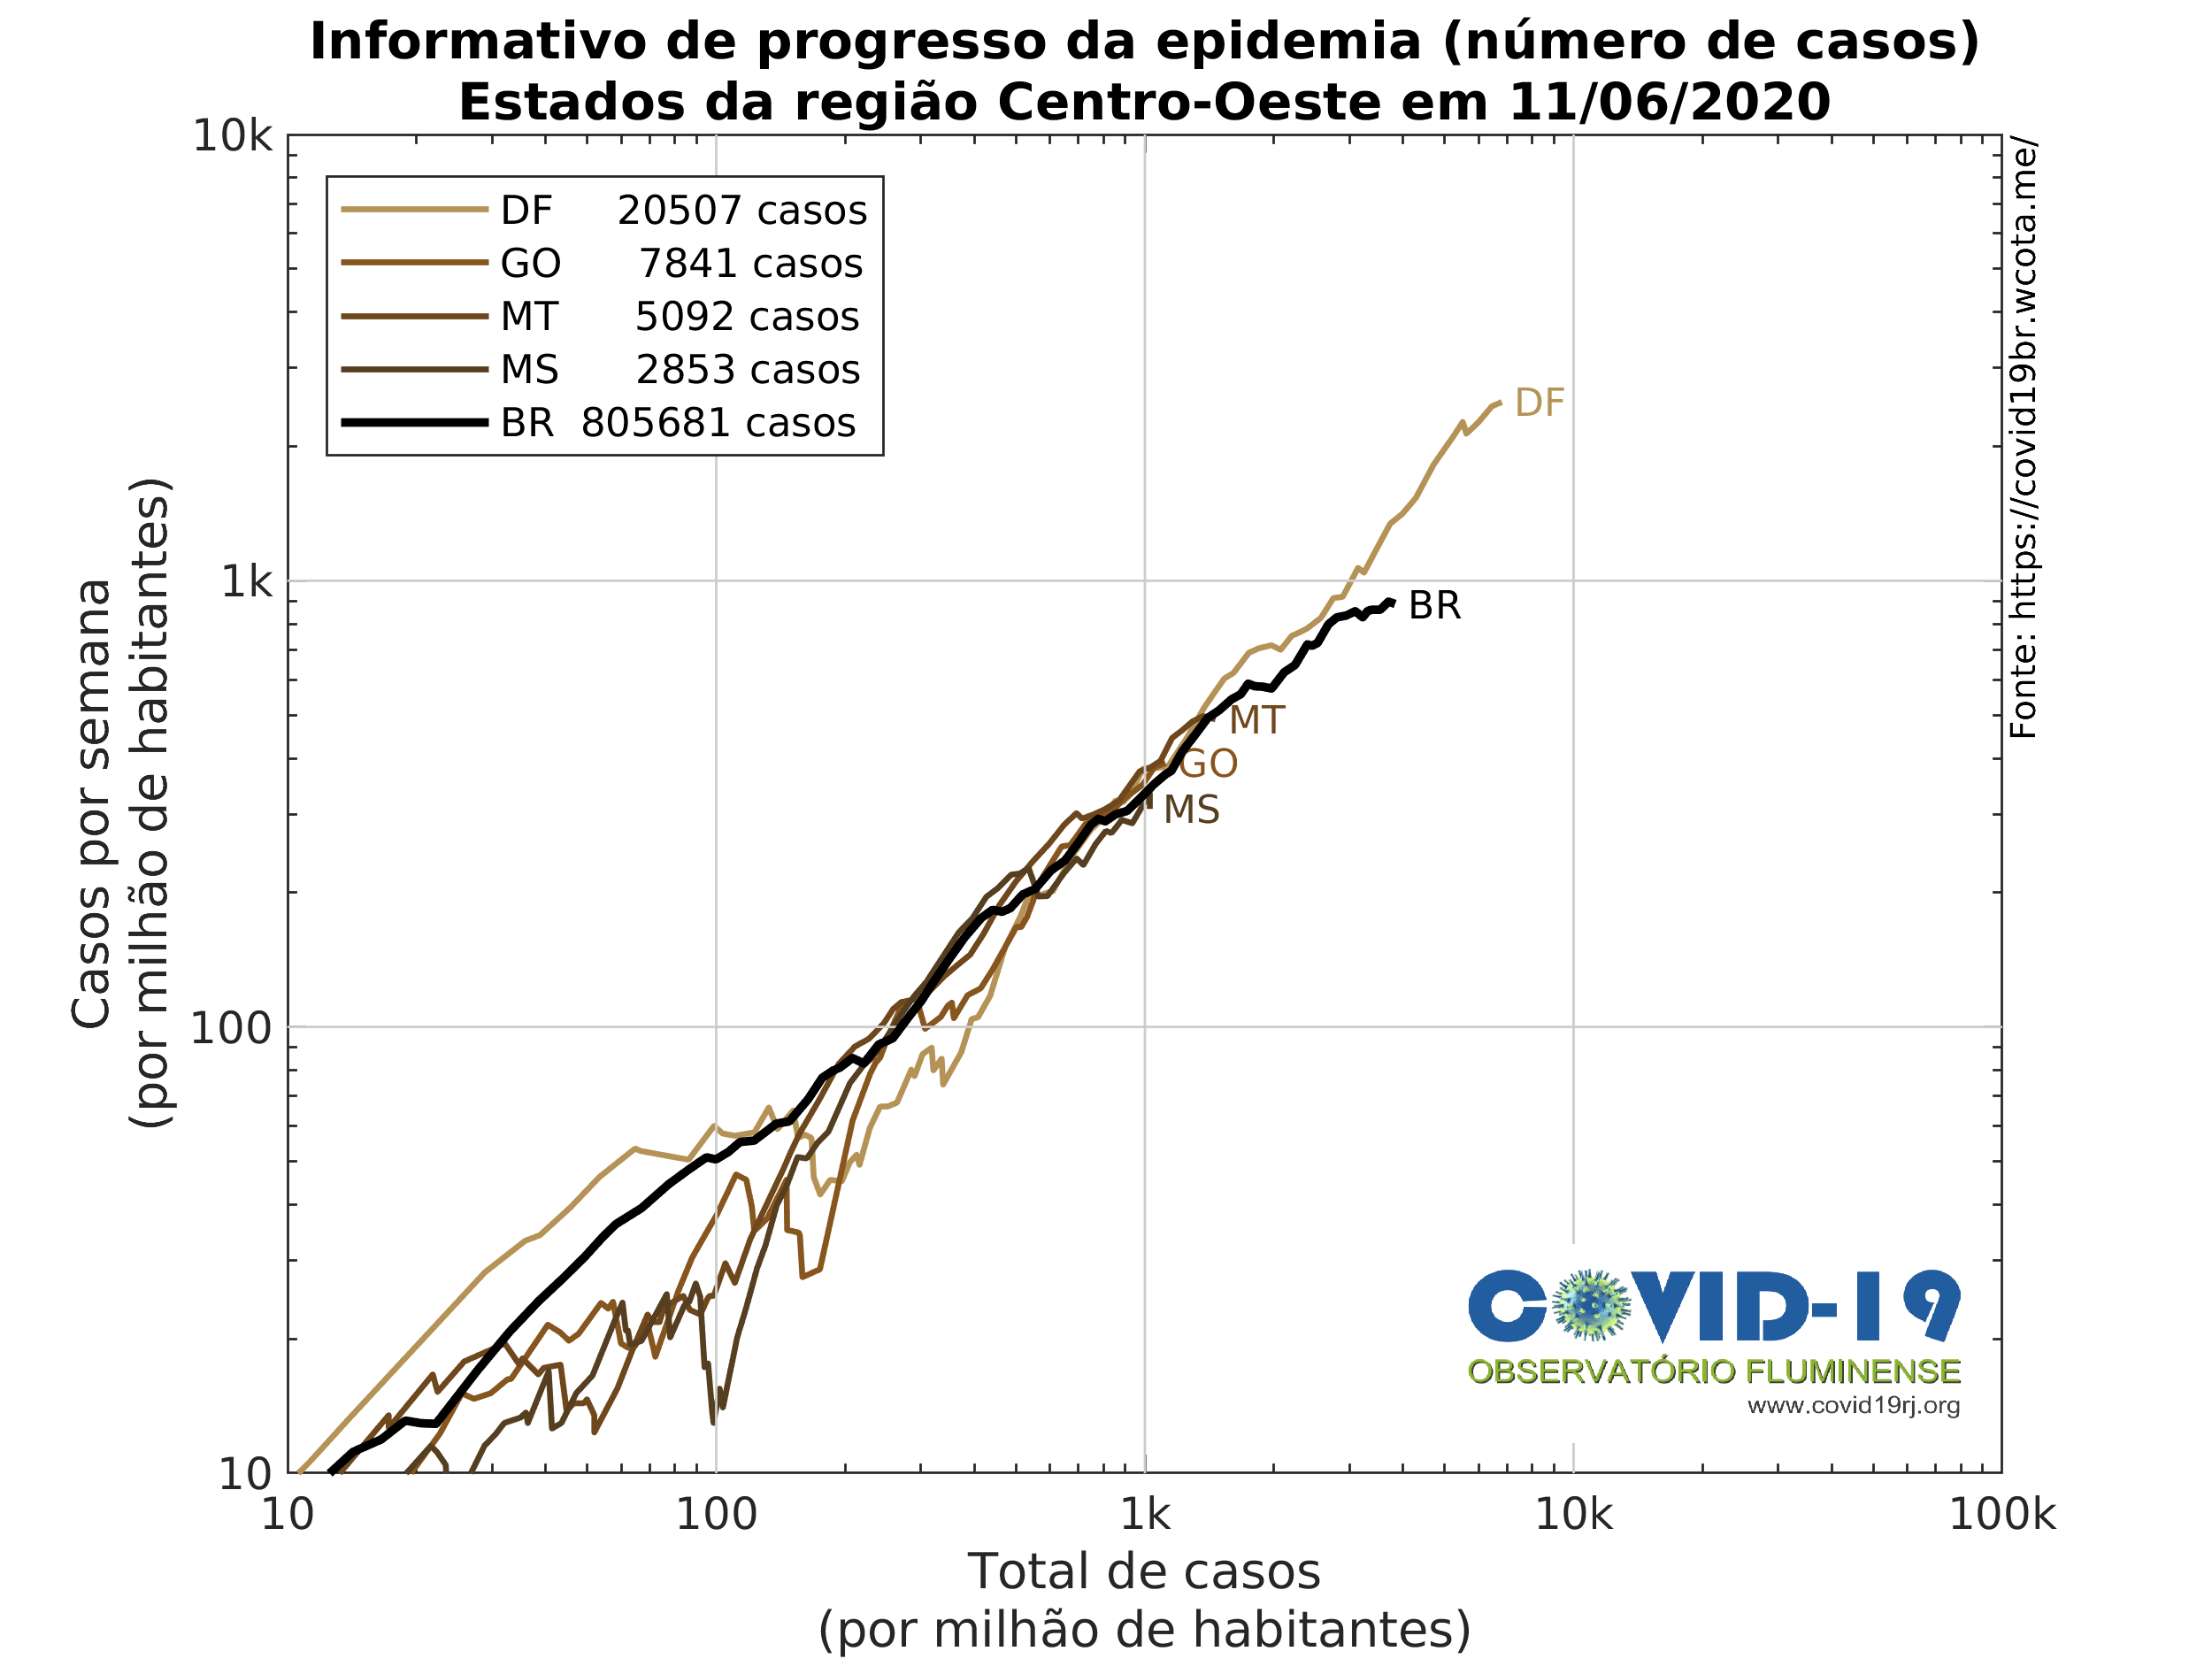 Informativo de progresso da epidemia (número de casos)
Estados da região Centro-Oeste em 11/06/2020
DF 20507 casos
GO 7841 casos
MT 5092 casos
MS 2853 casos
BR 805681 casos
Casos por semana
(por milhão de habitantes)
10k
1k
100
10
DF
BR
MT
GO
MS
Fonte: https://covid19br.wcota.me/
COVID-19
OBSERVATÓRIO FLUMINENSE
www.covid19rj.org
10
100
1k
10k
100k
Total de casos
(por milhão de habitantes)